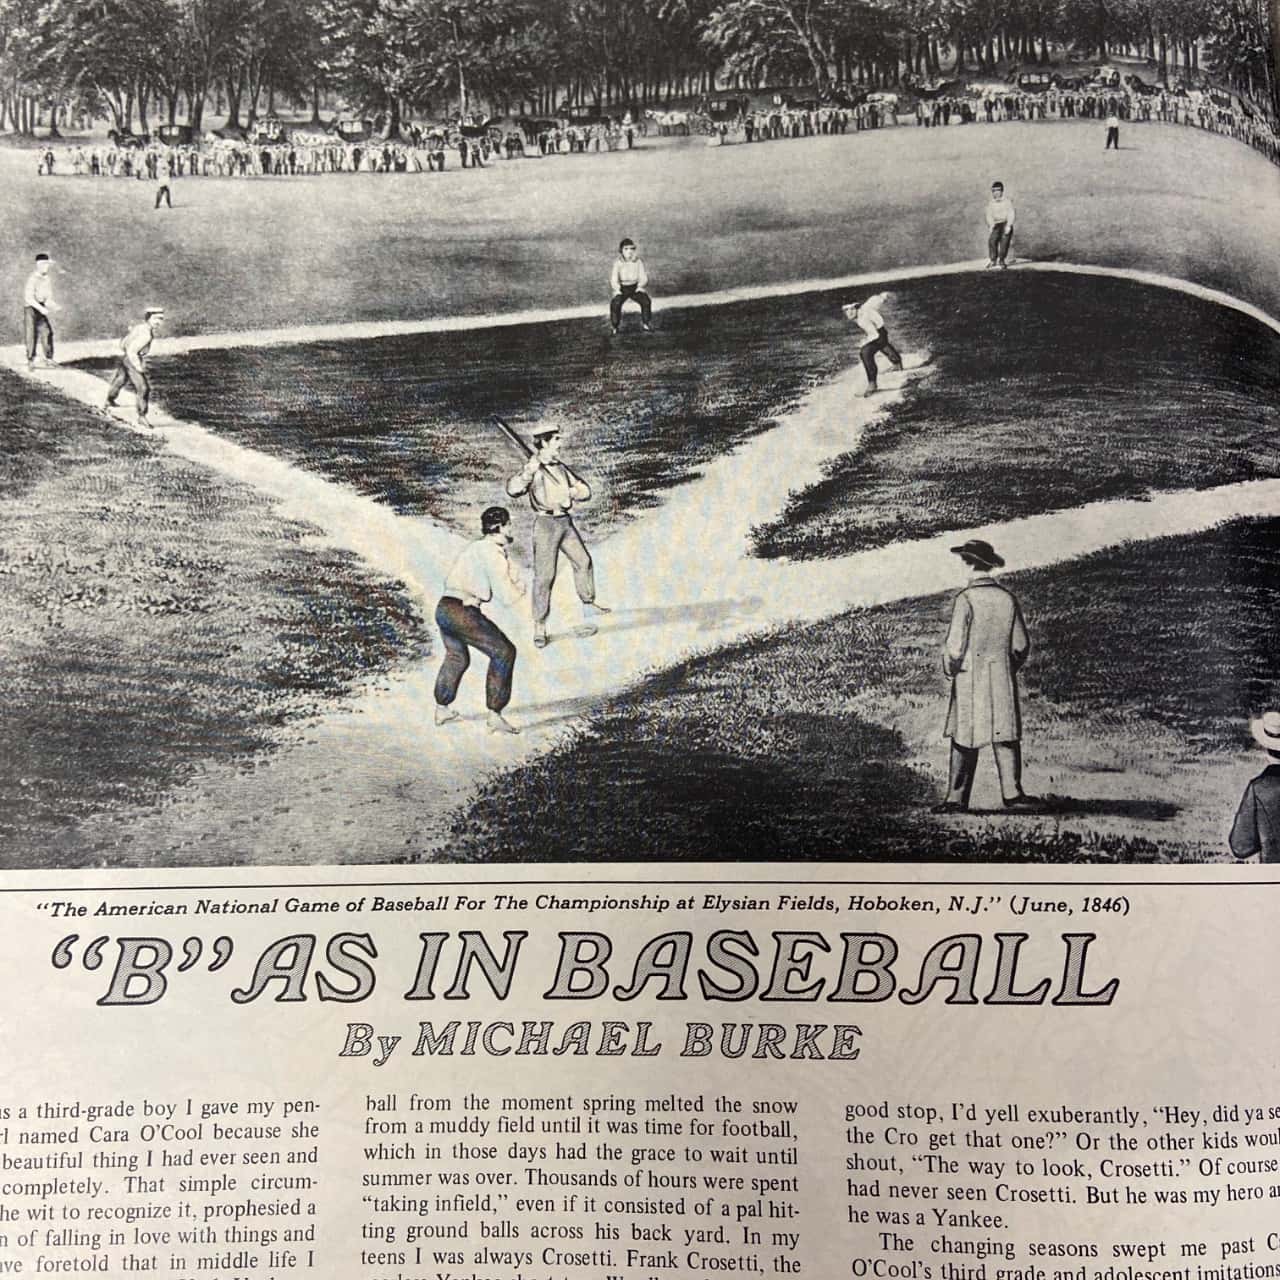 “The American National Game of Baseball For The Championship at Elysian Fields, Hoboken, N.J.” (June, 1846)
“B” AS IN BASEBALL
By MICHAEL BURKE
a third-grade boy I gave my pen-
named Cara O’Cool because she
beautiful thing I had ever seen and
completely. That simple circum-
he wit to recognize it, prophesied a
n of falling in love with things and
ave foretold that in middle life I
ball from the moment spring melted the snow
from a muddy field until it was time for football,
which in those days had the grace to wait until
summer was over. Thousands of hours were spent
“taking infield,” even if it consisted of a pal hit-
ting ground balls across his back yard. In my
teens I was always Crosetti. Frank Crosetti, the
good stop, I’d yell exuberantly, “Hey, did ya se
the Cro get that one?” Or the other kids woul
shout, “The way to look, Crosetti.” Of course
had never seen Crosetti. But he was my hero an
he was a Yankee.
The changing seasons swept me past C
O’Cool’s third grade and adolescent imitations